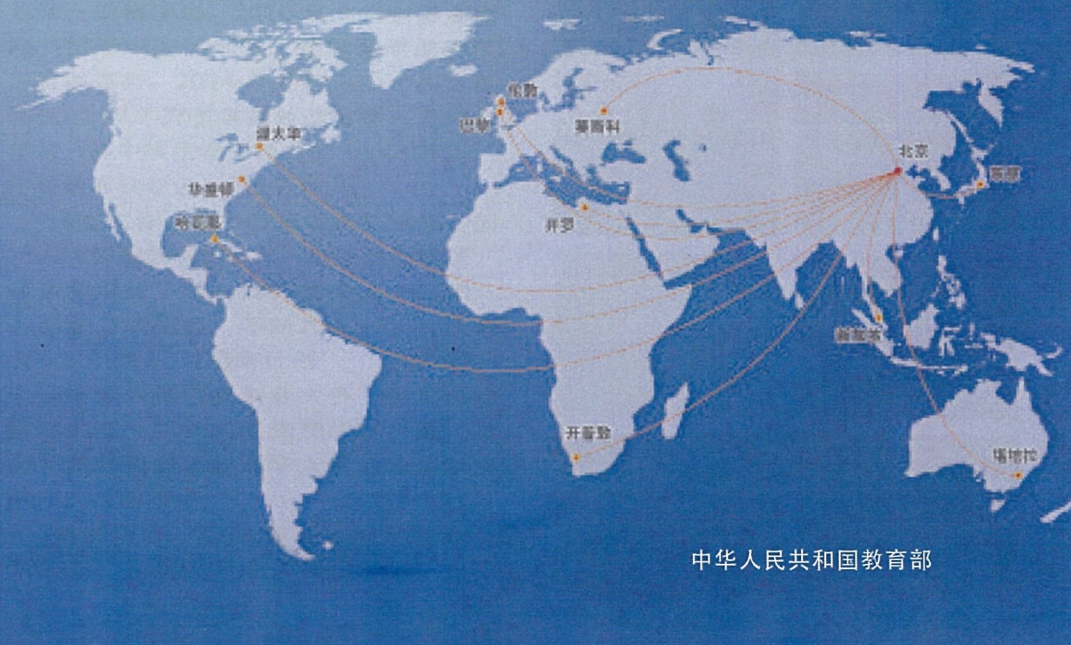 伦敦
巴黎
莫斯科
渥太华
北京
东京
华盛顿
哈瓦那
开罗
新加坡
开普敦
堪培拉
中华人民共和国教育部